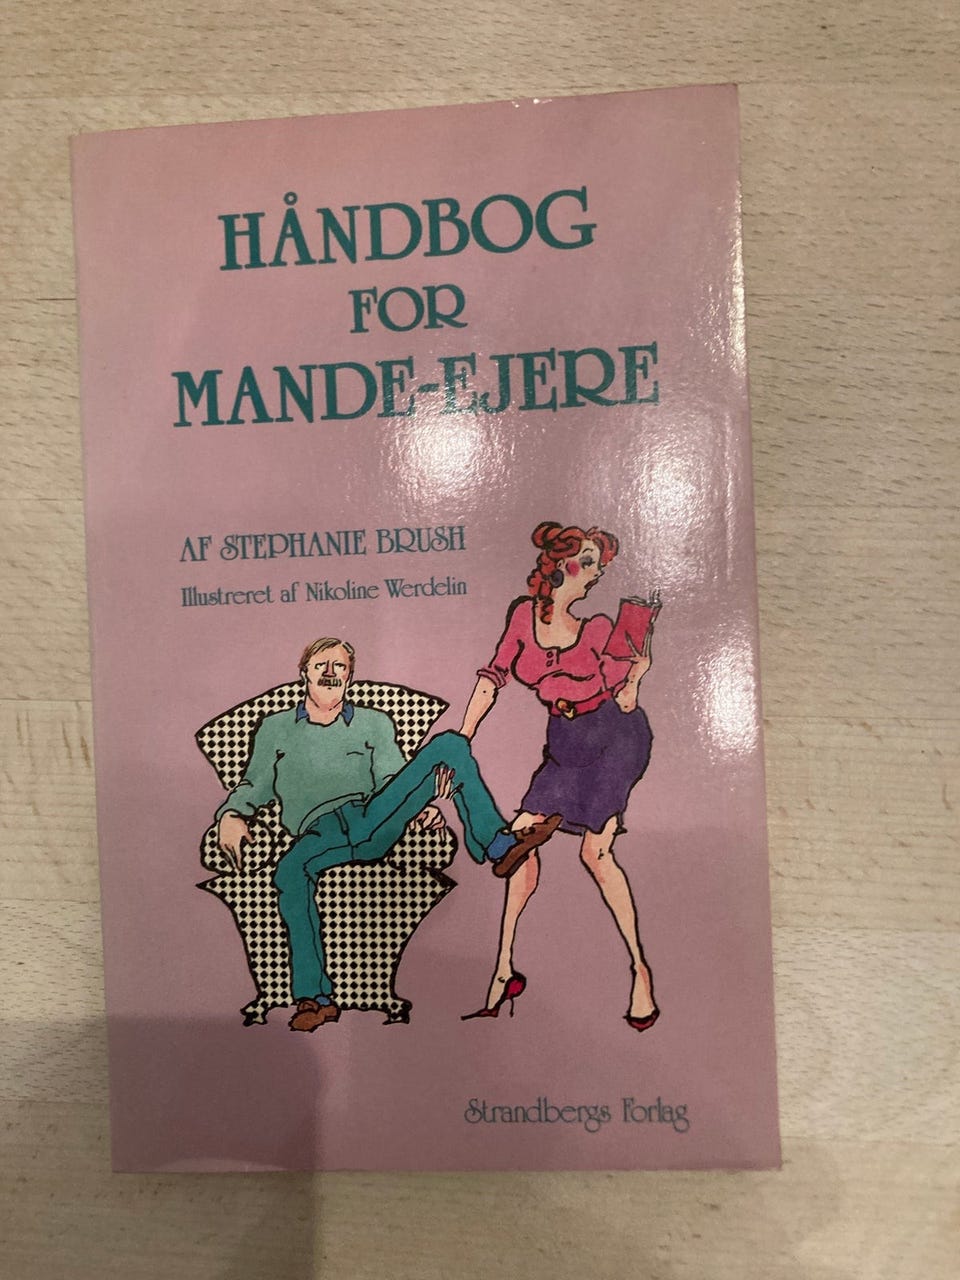 HÅNDBOG
FOR
MANDE-EJERE
AF STEPHANIE BRUSH
Illustreret af Nikoline Werdelin
Strandbergs Forlag